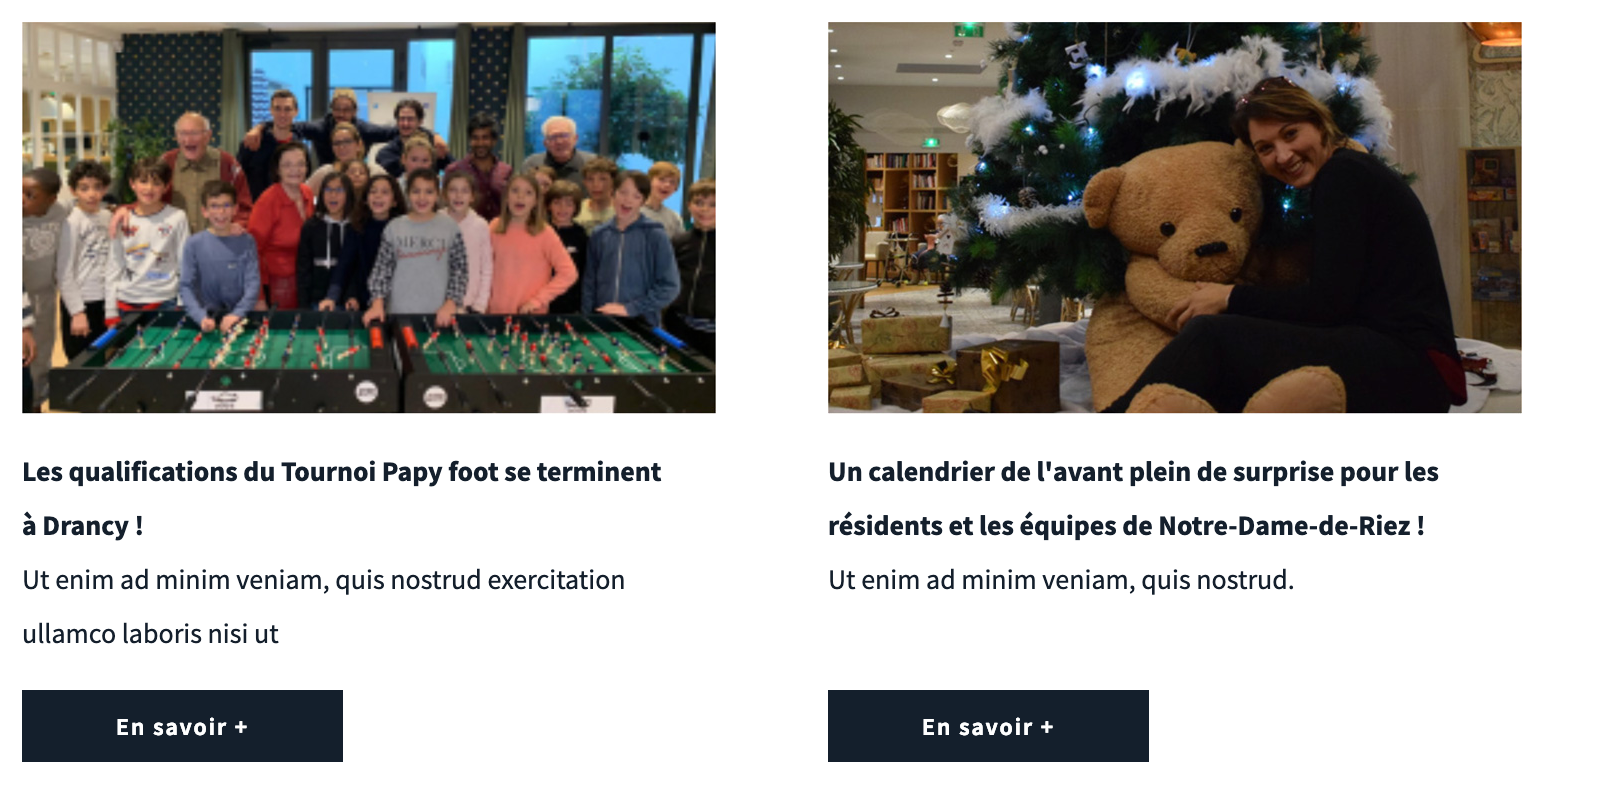 Les qualifications du Tournoi Papy foot se terminent
à Drancy !
Ut enim ad minim veniam, quis nostrud exercitation
ullamco laboris nisi ut
En savoir +
Un calendrier de l'avant plein de surprise pour les
résidents et les équipes de Notre-Dame-de-Riez !
Ut enim ad minim veniam, quis nostrud.
En savoir +
MERCI